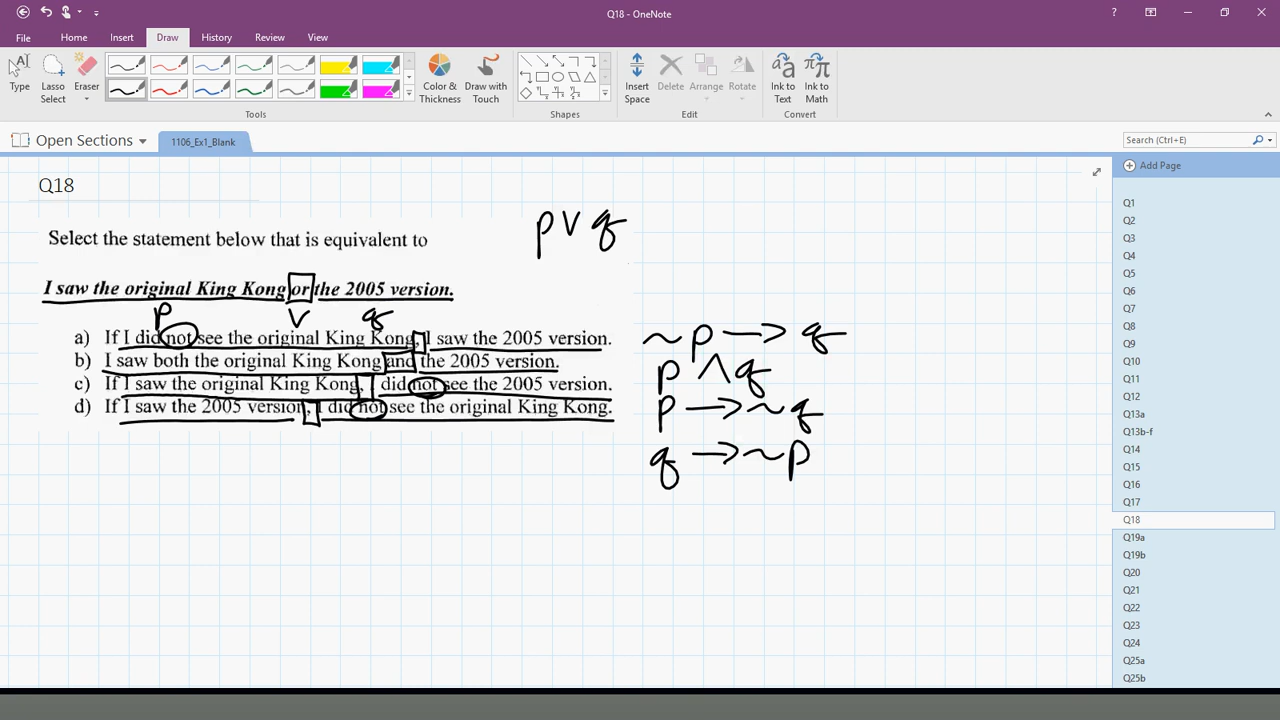 Q18 - OneNote
File Home Insert Draw History Review View
Type
Lasso Select
Eraser
Color & Thickness
Draw with Touch
Insert Space
Delete
Arrange
Rotate
Ink to Text
Ink to Math
Tools
Shapes
Edit
Convert
Open Sections
1106_Ex1_Blank
Search (Ctrl+E)
Add Page
Q18
p ∨ q
Select the statement below that is equivalent to
I saw the original King Kong or the 2005 version.
p ∨ q
a) If I did not see the original King Kong, I saw the 2005 version.
~p → q
b) I saw both the original King Kong and the 2005 version.
p ∧ q
c) If I saw the original King Kong, I did not see the 2005 version.
p → ~q
d) If I saw the 2005 version, I did not see the original King Kong.
q → ~p
Q1
Q2
Q3
Q4
Q5
Q6
Q7
Q8
Q9
Q10
Q11
Q12
Q13a
Q13b-f
Q14
Q15
Q16
Q17
Q18
Q19a
Q19b
Q20
Q21
Q22
Q23
Q24
Q25a
Q25b